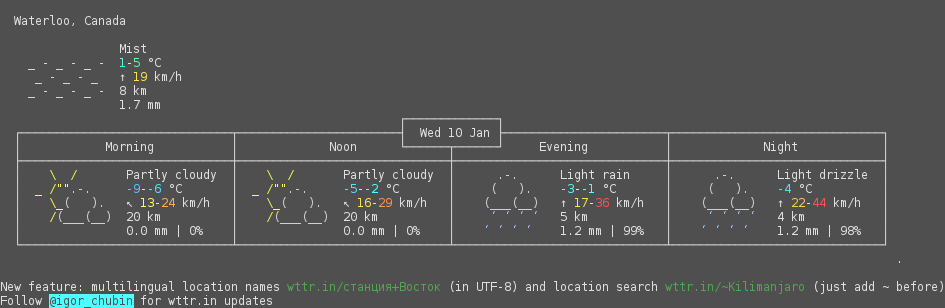 Waterloo, Canada
Mist
1-5 °C
↑ 19 km/h
8 km
1.7 mm
Wed 10 Jan
Morning Noon Evening Night
Partly cloudy Partly cloudy Light rain Light drizzle
-9--6 °C -5--2 °C -3--1 °C -4 °C
↖ 13-24 km/h ↖ 16-29 km/h ↑ 17-36 km/h ↑ 22-44 km/h
20 km 20 km 5 km 4 km
0.0 mm | 0% 0.0 mm | 0% 1.2 mm | 99% 1.2 mm | 98%
New feature: multilingual location names wttr.in/станция+Восток (in UTF-8) and location search wttr.in/~Kilimanjaro (just add ~ before)
Follow @igor_chubin for wttr.in updates